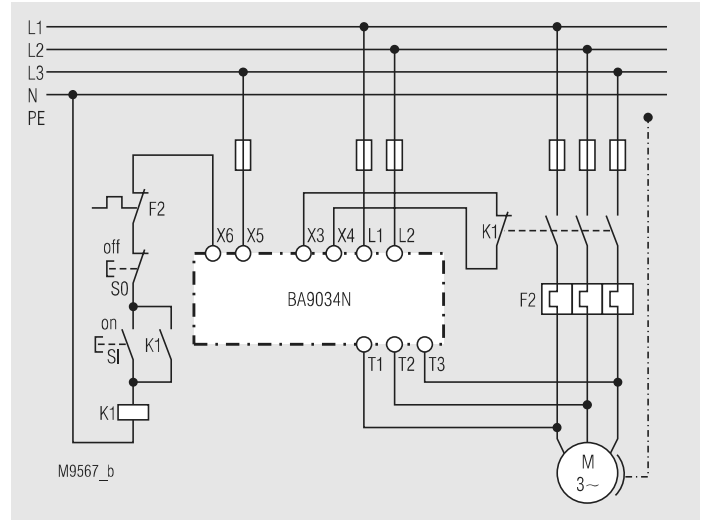 L1
L2
L3
N
PE
F2
off
S0
on
SI
K1
K1
X6 X5 X3 X4 L1 L2
BA9034N
T1 T2 T3
K1
F2
M
3~
M9567_b